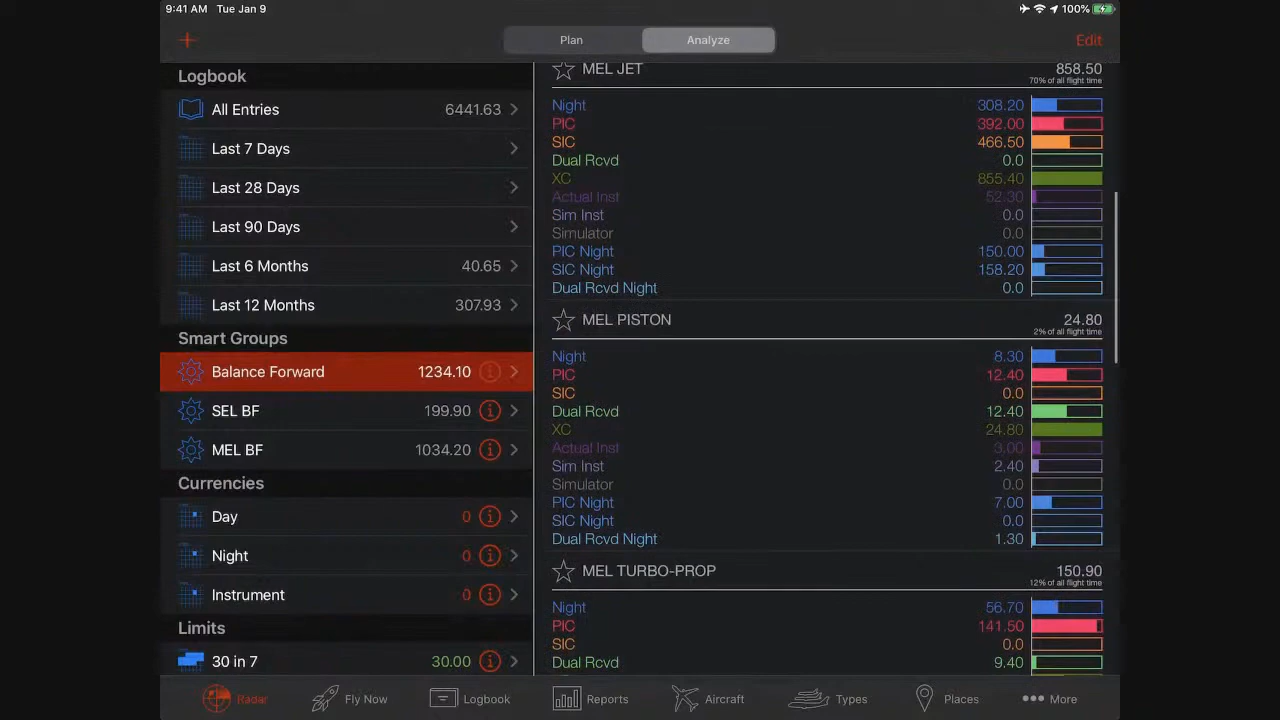 9:41 AM Tue Jan 9
100%
Plan
Analyze
Edit
Logbook
All Entries 6441.63
Last 7 Days
Last 28 Days
Last 90 Days
Last 6 Months 40.65
Last 12 Months 307.93
Smart Groups
Balance Forward 1234.10
SEL BF 199.90
MEL BF 1034.20
Currencies
Day 0
Night 0
Instrument 0
Limits
30 in 7 30.00
MEL JET 858.50
70% of all flight time
Night 308.20
PIC 392.00
SIC 466.50
Dual Rcvd 0.0
XC 855.40
Actual Inst 52.30
Sim Inst 0.0
Simulator 0.0
PIC Night 150.00
SIC Night 158.20
Dual Rcvd Night 0.0
MEL PISTON 24.80
2% of all flight time
Night 8.30
PIC 12.40
SIC 0.0
Dual Rcvd 12.40
XC 24.80
Actual Inst 3.00
Sim Inst 2.40
Simulator 0.0
PIC Night 7.00
SIC Night 0.0
Dual Rcvd Night 1.30
MEL TURBO-PROP 150.90
12% of all flight time
Night 56.70
PIC 141.50
SIC 0.0
Dual Rcvd 9.40
Radar
Fly Now
Logbook
Reports
Aircraft
Types
Places
More